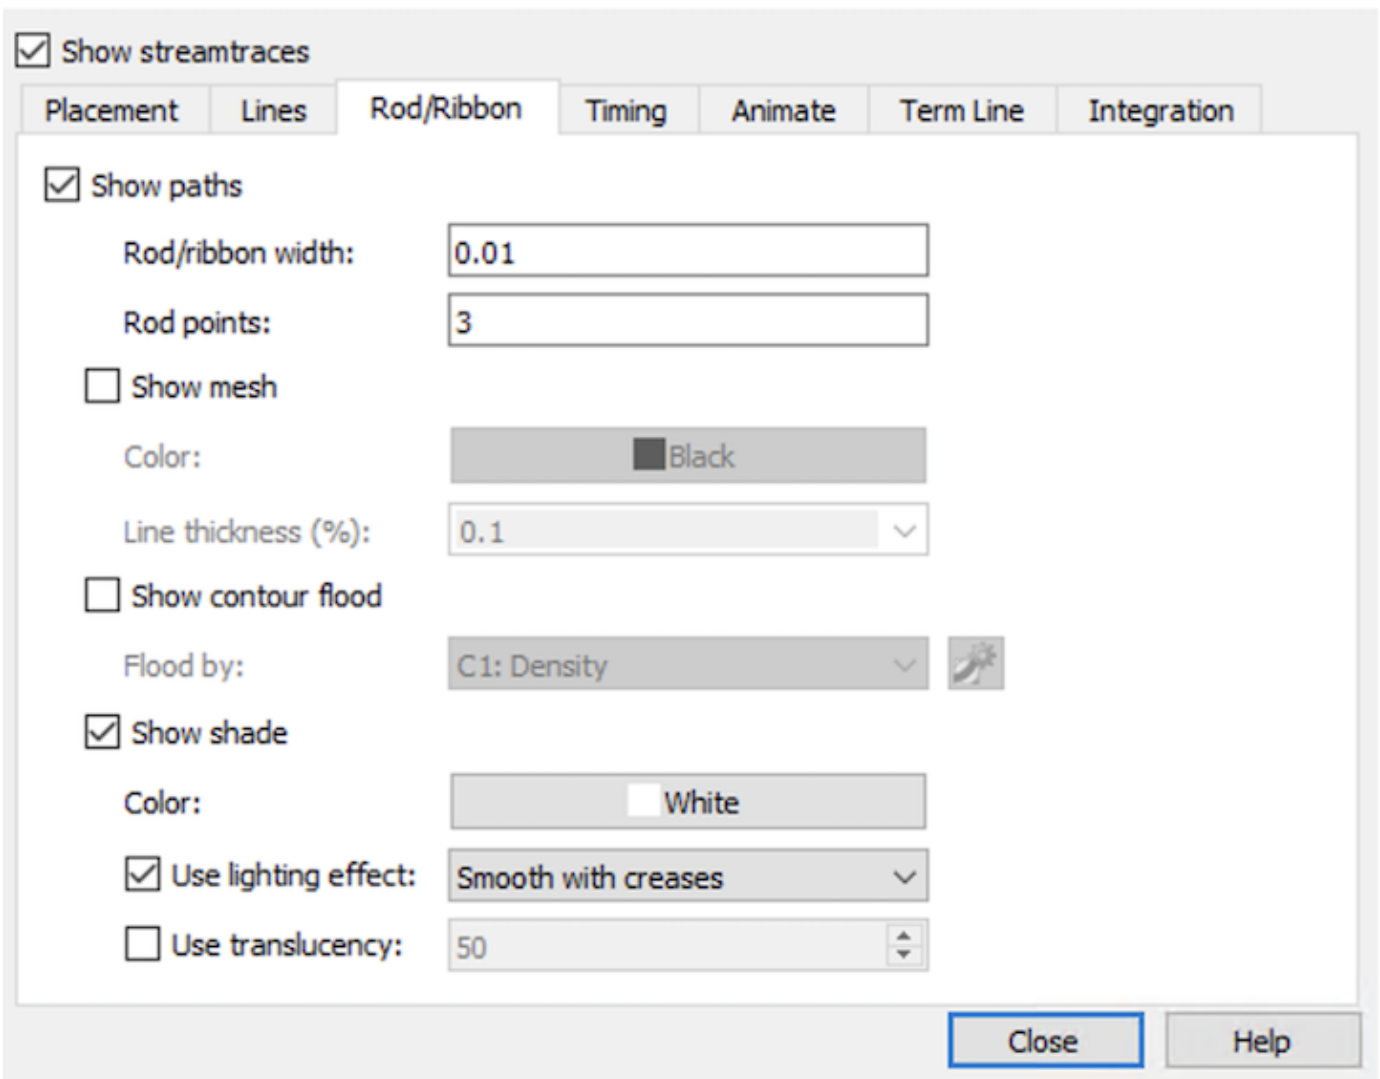 Show streamtraces
Placement Lines Rod/Ribbon Timing Animate Term Line Integration
Show paths
Rod/ribbon width: 0.01
Rod points: 3
Show mesh
Color: Black
Line thickness (%): 0.1
Show contour flood
Flood by: C1: Density
Show shade
Color: White
Use lighting effect: Smooth with creases
Use translucency: 50
Close Help